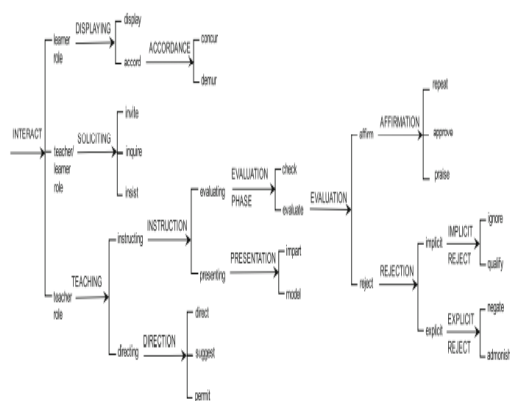 INTERACT
learner
role
DISPLAYING
display
accord
ACCORDANCE
concur
demur
teacher/
learner
role
SOLICITING
invite
inquire
insist
teacher
role
TEACHING
instructing
INSTRUCTION
evaluating
EVALUATION
PHASE
check
evaluate
EVALUATION
affirm
AFFIRMATION
repeat
approve
praise
reject
REJECTION
implicit
IMPLICIT
REJECT
ignore
qualify
explicit
EXPLICIT
REJECT
negate
admonish
presenting
PRESENTATION
impart
model
directing
DIRECTION
direct
suggest
permit